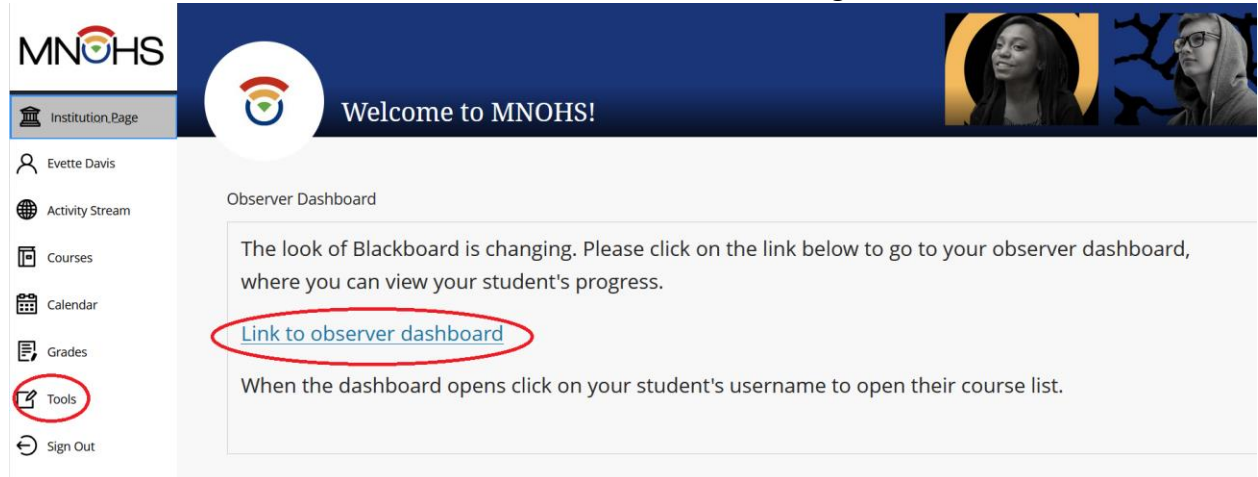 MNOHS
Institution Page
Evette Davis
Activity Stream
Courses
Calendar
Grades
Tools
Sign Out
Welcome to MNOHS!
Observer Dashboard
The look of Blackboard is changing. Please click on the link below to go to your observer dashboard,
where you can view your student's progress.
Link to observer dashboard
When the dashboard opens click on your student's username to open their course list.